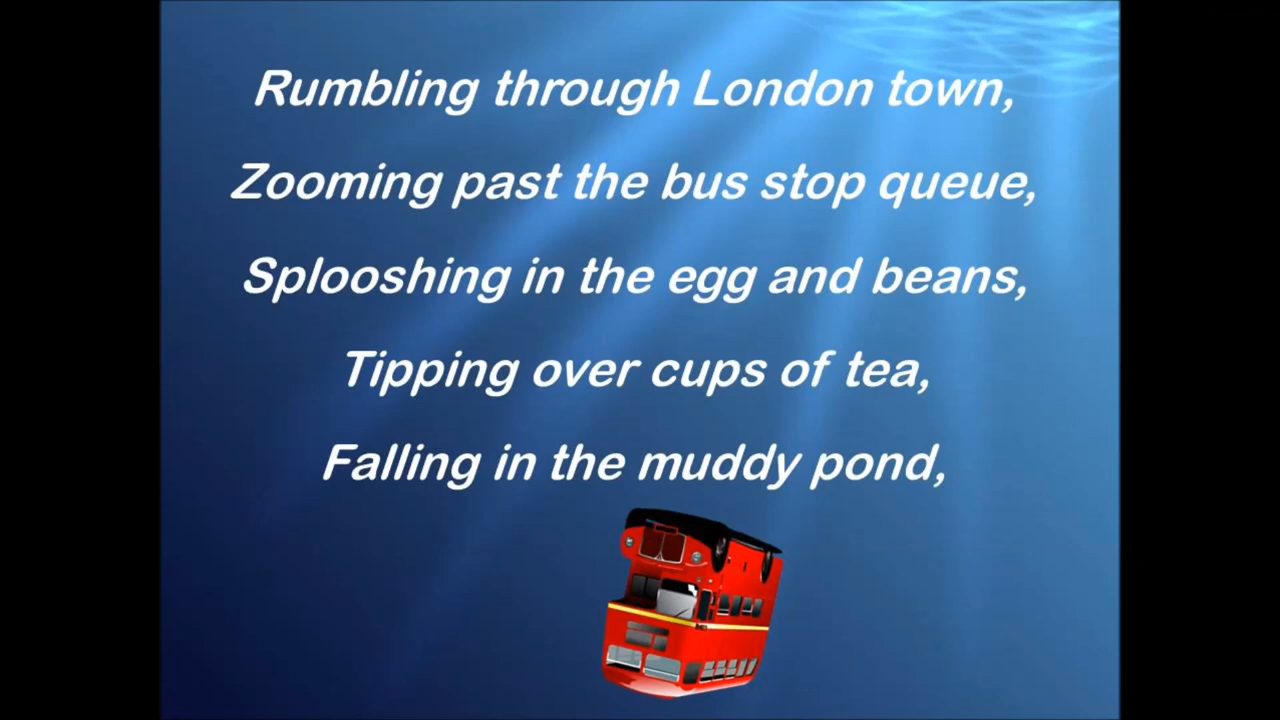 Rumbling through London town,
Zooming past the bus stop queue,
Splooshing in the egg and beans,
Tipping over cups of tea,
Falling in the muddy pond,